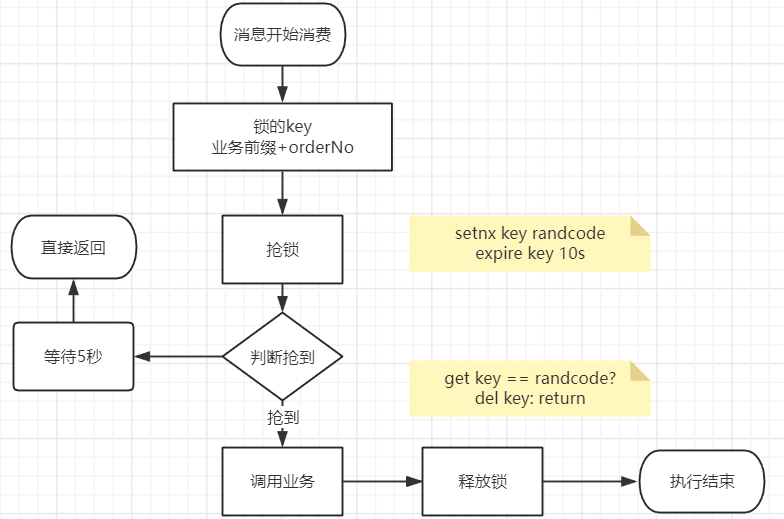 消息开始消费
锁的key
业务前缀+orderNo
抢锁
setnx key randcode
expire key 10s
直接返回
等待5秒
判断抢到
get key == randcode?
del key: return
抢到
调用业务
释放锁
执行结束